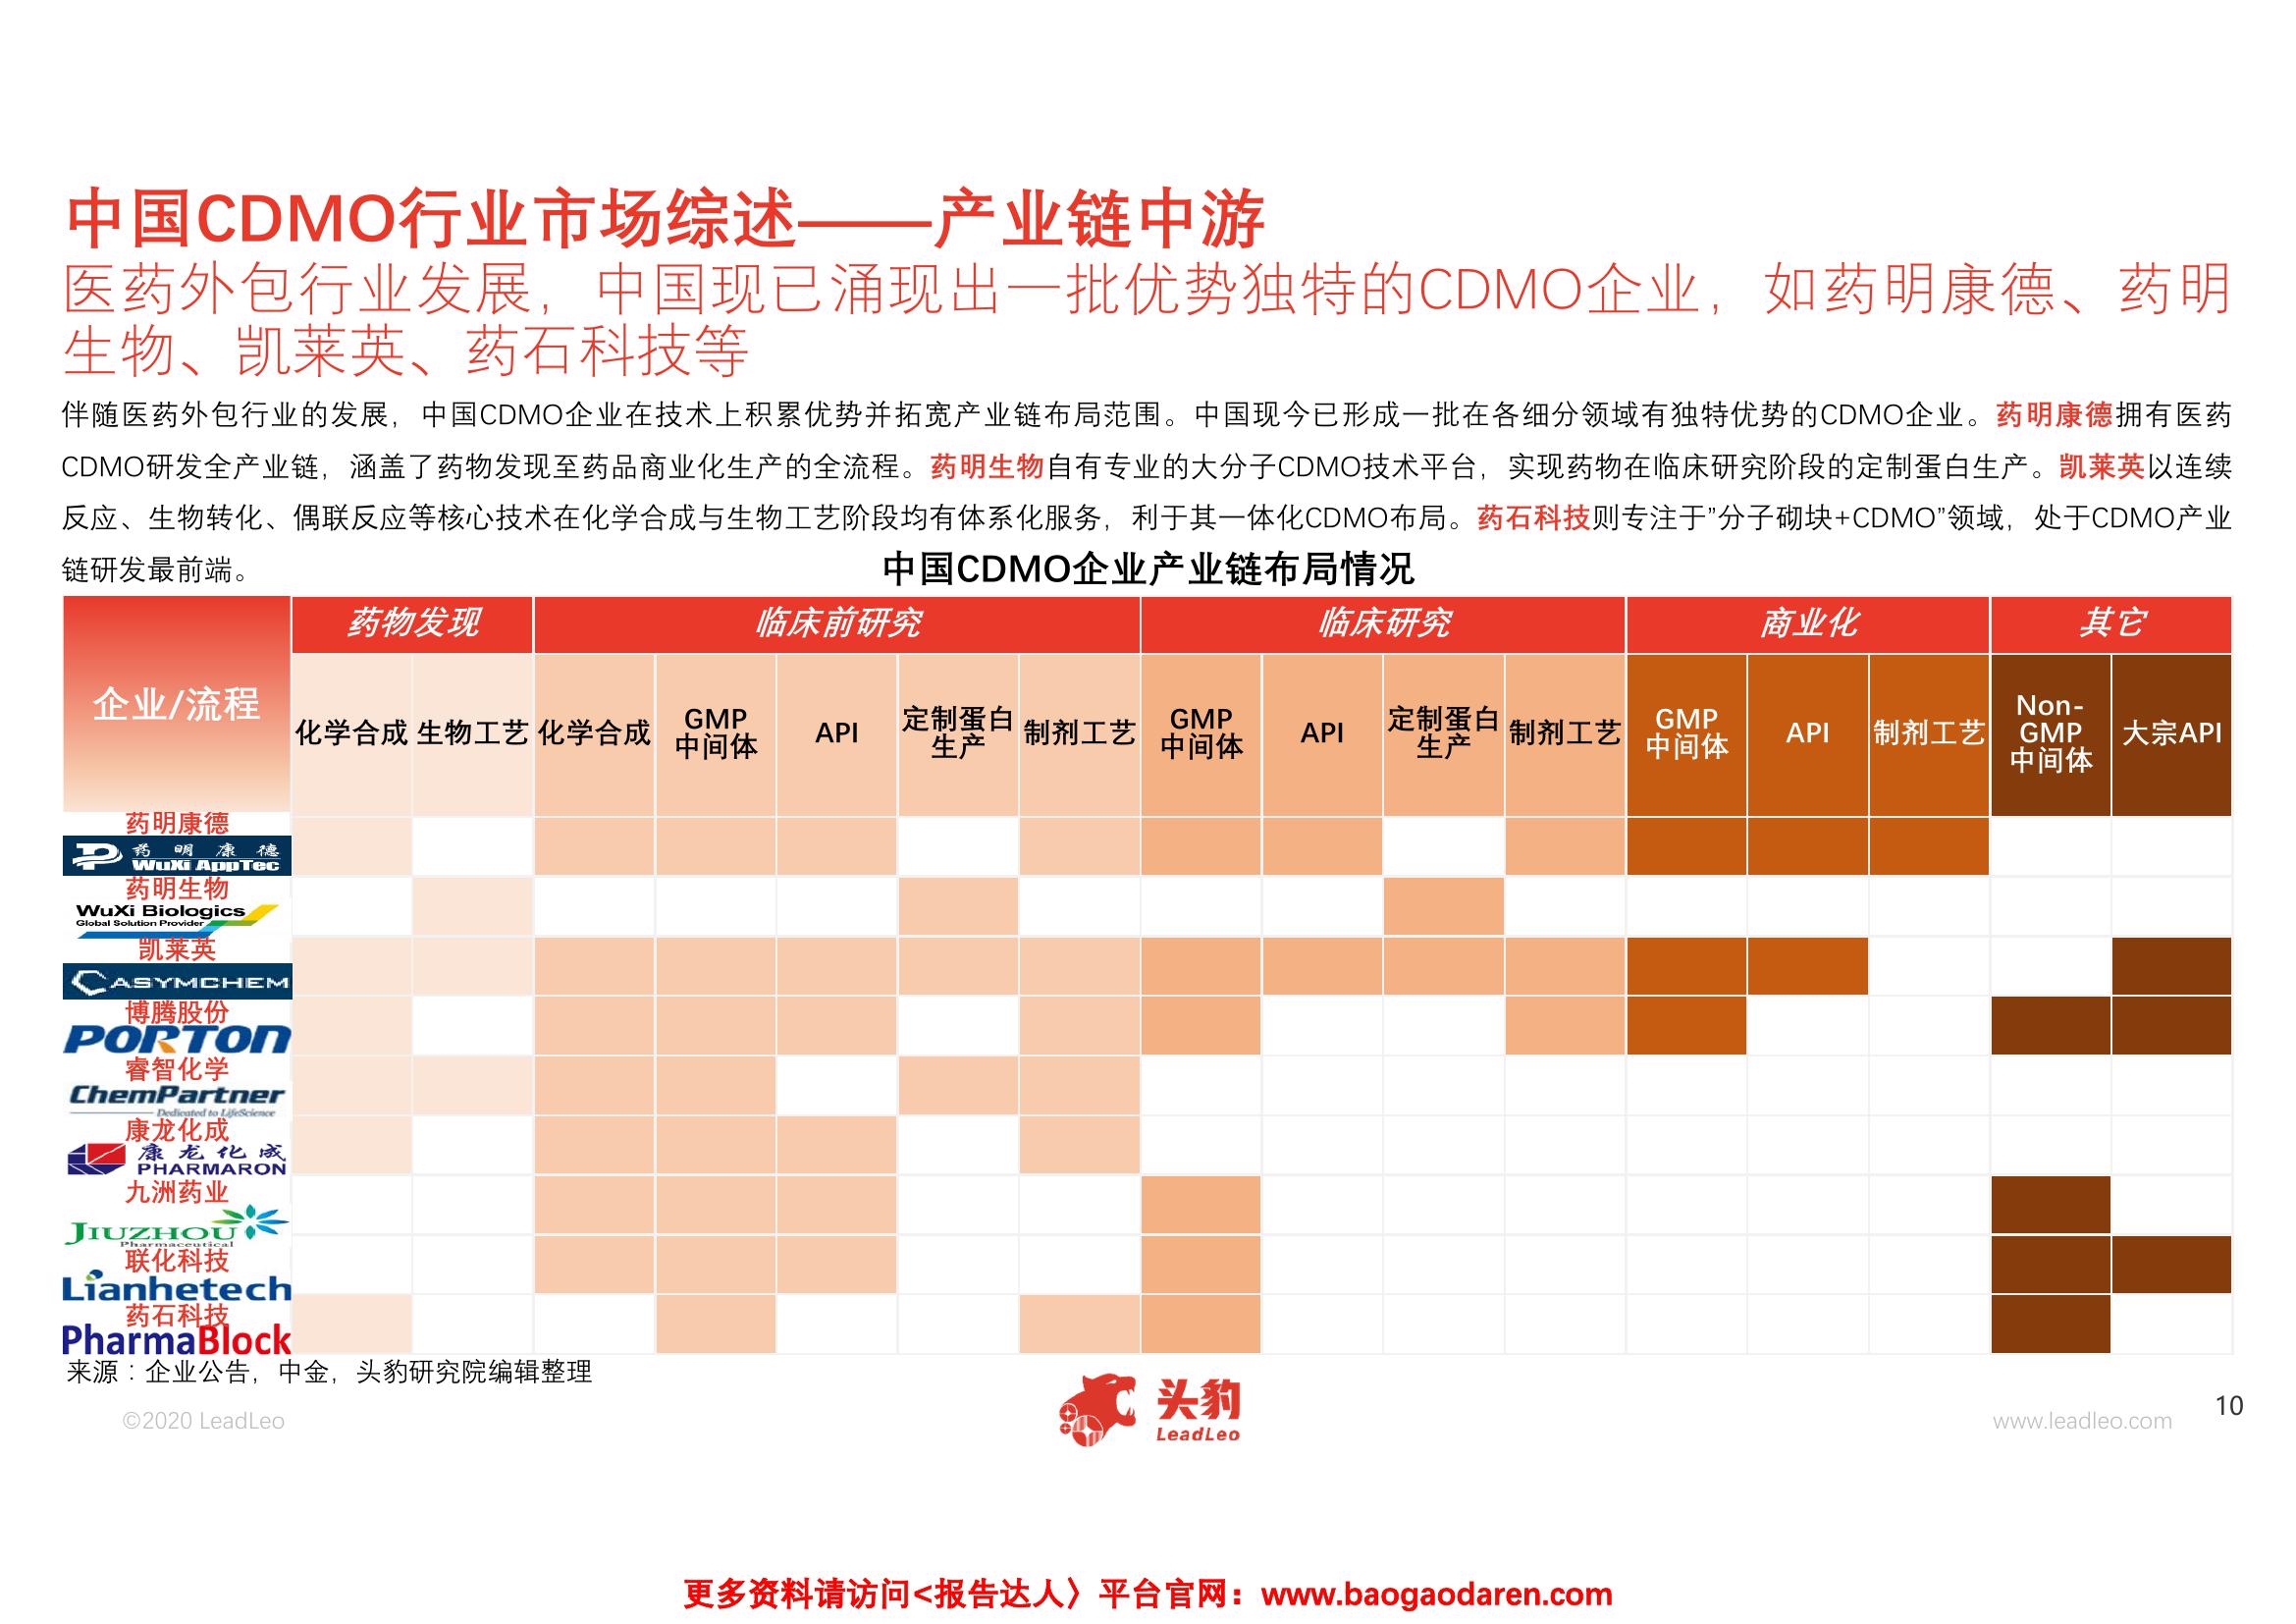 中国CDMO行业市场综述——产业链中游
医药外包行业发展，中国现已涌现出一批优势独特的CDMO企业，如药明康德、药明
生物、凯莱英、药石科技等
伴随医药外包行业的发展，中国CDMO企业在技术上积累优势并拓宽产业链布局范围。中国现今已形成一批在各细分领域有独特优势的CDMO企业。药明康德拥有医药
CDMO研发全产业链，涵盖了药物发现至药品商业化生产的全流程。药明生物自有专业的大分子CDMO技术平台，实现药物在临床研究阶段的定制蛋白生产。凯莱英以连续
反应、生物转化、偶联反应等核心技术在化学合成与生物工艺阶段均有体系化服务，利于其一体化CDMO布局。药石科技则专注于”分子砌块+CDMO”领域，处于CDMO产业
链研发最前端。
中国CDMO企业产业链布局情况
企业/流程
药物发现 临床前研究 临床研究 商业化 其它
化学合成 生物工艺 化学合成 GMP中间体 API 定制蛋白生产 制剂工艺 GMP中间体 API 定制蛋白生产 制剂工艺 GMP中间体 API 制剂工艺 Non-GMP中间体 大宗API
药明康德
药明康德
WuXi AppTec
药明生物
WuXi Biologics
Global Solution Provider
凯莱英
ASYMCHEM
博腾股份
PORTON
睿智化学
ChemPartner
Dedicated to LifeScience
康龙化成
康龙化成
PHARMARON
九洲药业
JIUZHOU
Pharmaceutical
联化科技
Lianhetech
药石科技
PharmaBlock
来源：企业公告，中金，头豹研究院编辑整理
©2020 LeadLeo
头豹
LeadLeo
www.leadleo.com
10
更多资料请访问<报告达人〉平台官网：www.baogaodaren.com